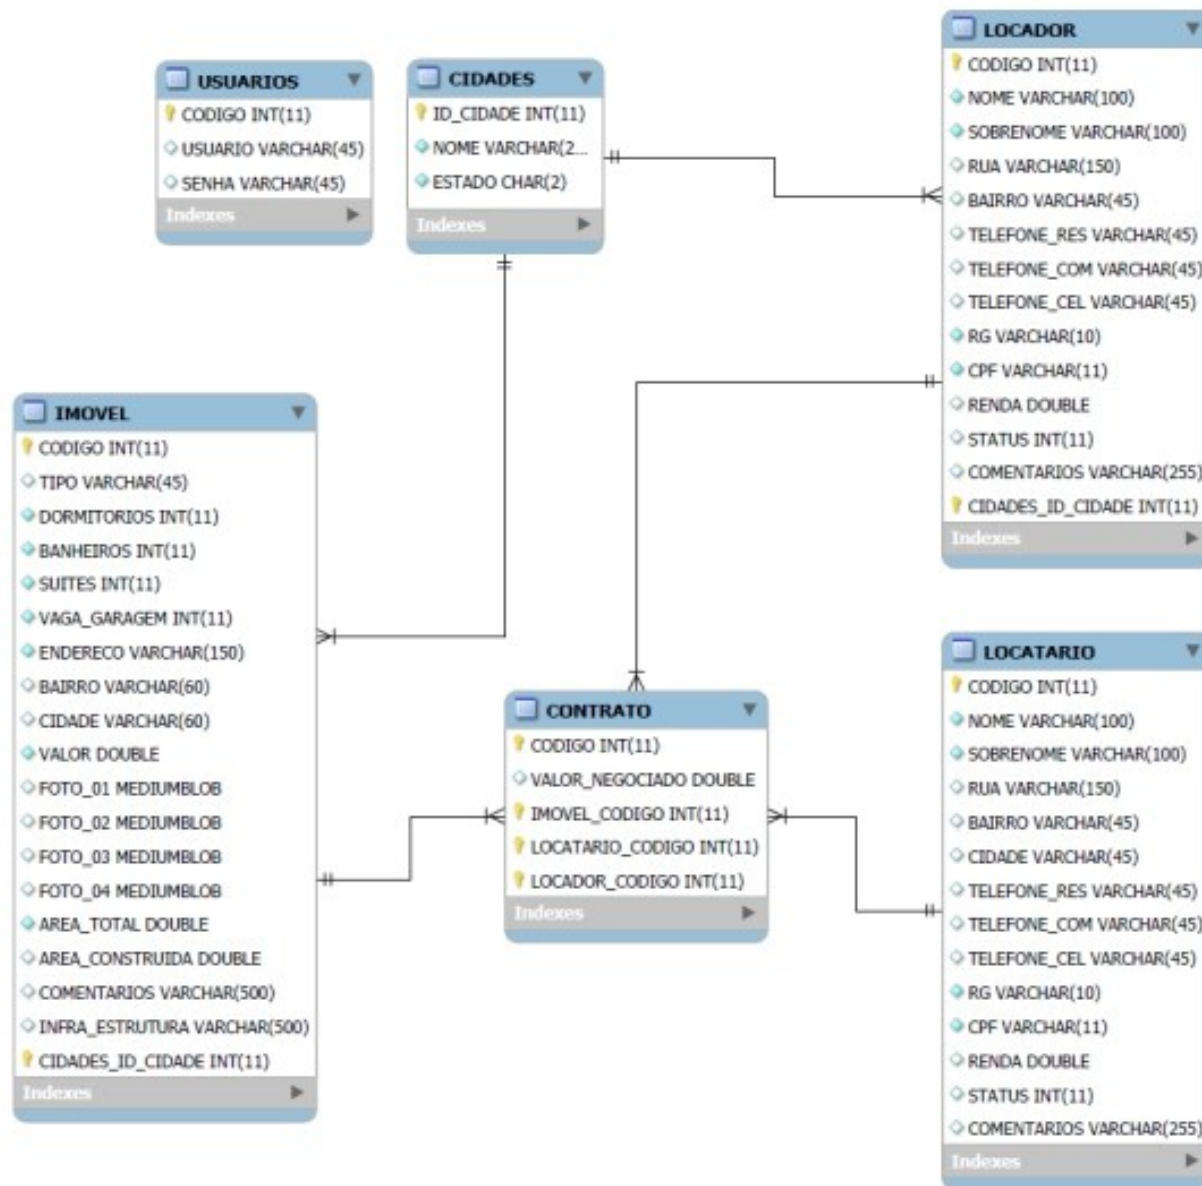 USUARIOS
CODIGO INT(11)
USUARIO VARCHAR(45)
SENHA VARCHAR(45)
Indexes
CIDADES
ID_CIDADE INT(11)
NOME VARCHAR(2...
ESTADO CHAR(2)
Indexes
LOCADOR
CODIGO INT(11)
NOME VARCHAR(100)
SOBRENOME VARCHAR(100)
RUA VARCHAR(150)
BAIRRO VARCHAR(45)
TELEFONE_RES VARCHAR(45)
TELEFONE_COM VARCHAR(45)
TELEFONE_CEL VARCHAR(45)
RG VARCHAR(10)
CPF VARCHAR(11)
RENDA DOUBLE
STATUS INT(11)
COMENTARIOS VARCHAR(255)
CIDADES_ID_CIDADE INT(11)
Indexes
IMOVEL
CODIGO INT(11)
TIPO VARCHAR(45)
DORMITORIOS INT(11)
BANHEIROS INT(11)
SUITES INT(11)
VAGA_GARAGEM INT(11)
ENDERECO VARCHAR(150)
BAIRRO VARCHAR(60)
CIDADE VARCHAR(60)
VALOR DOUBLE
FOTO_01 MEDIUMBLOB
FOTO_02 MEDIUMBLOB
FOTO_03 MEDIUMBLOB
FOTO_04 MEDIUMBLOB
AREA_TOTAL DOUBLE
AREA_CONSTRUIDA DOUBLE
COMENTARIOS VARCHAR(500)
INFRA_ESTRUTURA VARCHAR(500)
CIDADES_ID_CIDADE INT(11)
Indexes
CONTRATO
CODIGO INT(11)
VALOR_NEGOCIADO DOUBLE
IMOVEL_CODIGO INT(11)
LOCATARIO_CODIGO INT(11)
LOCADOR_CODIGO INT(11)
Indexes
LOCATARIO
CODIGO INT(11)
NOME VARCHAR(100)
SOBRENOME VARCHAR(100)
RUA VARCHAR(150)
BAIRRO VARCHAR(45)
CIDADE VARCHAR(45)
TELEFONE_RES VARCHAR(45)
TELEFONE_COM VARCHAR(45)
TELEFONE_CEL VARCHAR(45)
RG VARCHAR(10)
CPF VARCHAR(11)
RENDA DOUBLE
STATUS INT(11)
COMENTARIOS VARCHAR(255)
Indexes